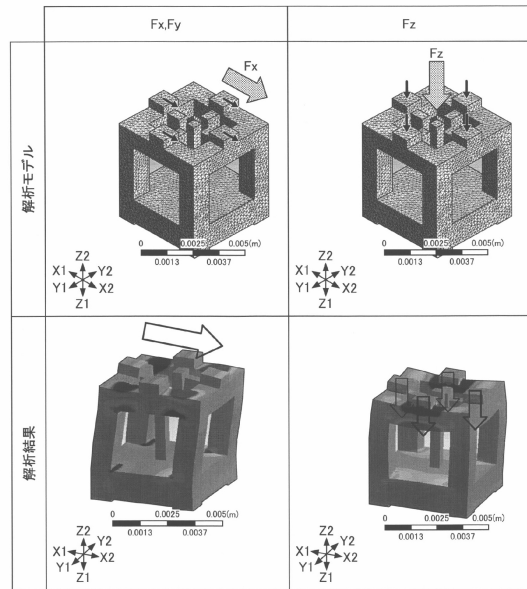 Fx,Fy
Fz
解析モデル
Fx
0 0.0025 0.005(m)
0.0013 0.0037
Z2
X1 Y2
Y1 X2
Z1
Fz
0 0.0025 0.005(m)
0.0013 0.0037
Z2
X1 Y2
Y1 X2
Z1
解析結果
0 0.0025 0.005(m)
0.0013 0.0037
Z2
X1 Y2
Y1 X2
Z1
0 0.0025 0.005(m)
0.0013 0.0037
Z2
X1 Y2
Y1 X2
Z1